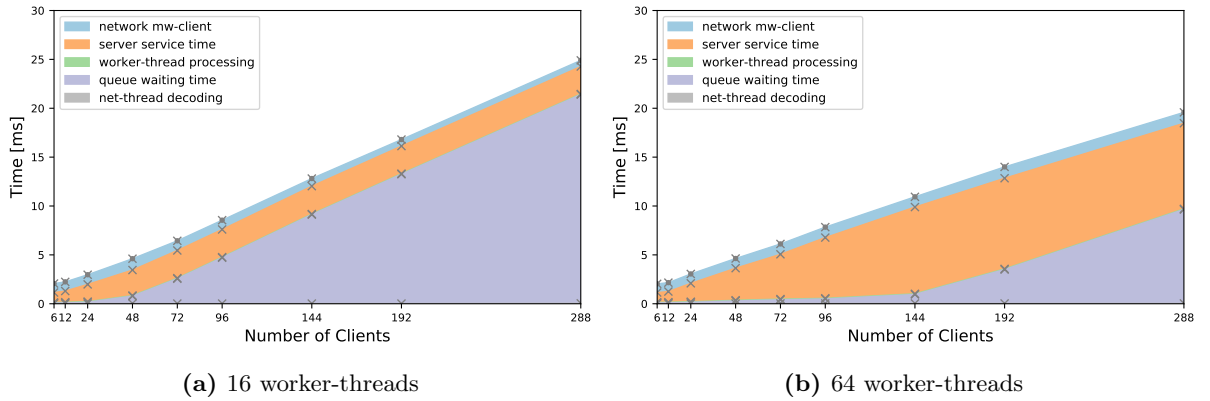 30
25
20
15
10
5
0
Time [ms]
network mw-client
server service time
worker-thread processing
queue waiting time
net-thread decoding
6 12 24 48 72 96 144 192 288
Number of Clients
(a) 16 worker-threads
30
25
20
15
10
5
0
Time [ms]
network mw-client
server service time
worker-thread processing
queue waiting time
net-thread decoding
6 12 24 48 72 96 144 192 288
Number of Clients
(b) 64 worker-threads